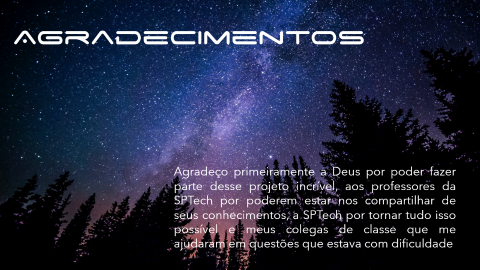 AGRADECIMENTOS
Agradeço primeiramente a Deus por poder fazer
parte desse projeto incrível, aos professores da
SPTech por poderem estar nos compartilhar de
seus conhecimentos, a SPTech por tornar tudo isso
possível e meus colegas de classe que me
ajudaram em questões que estava com dificuldade